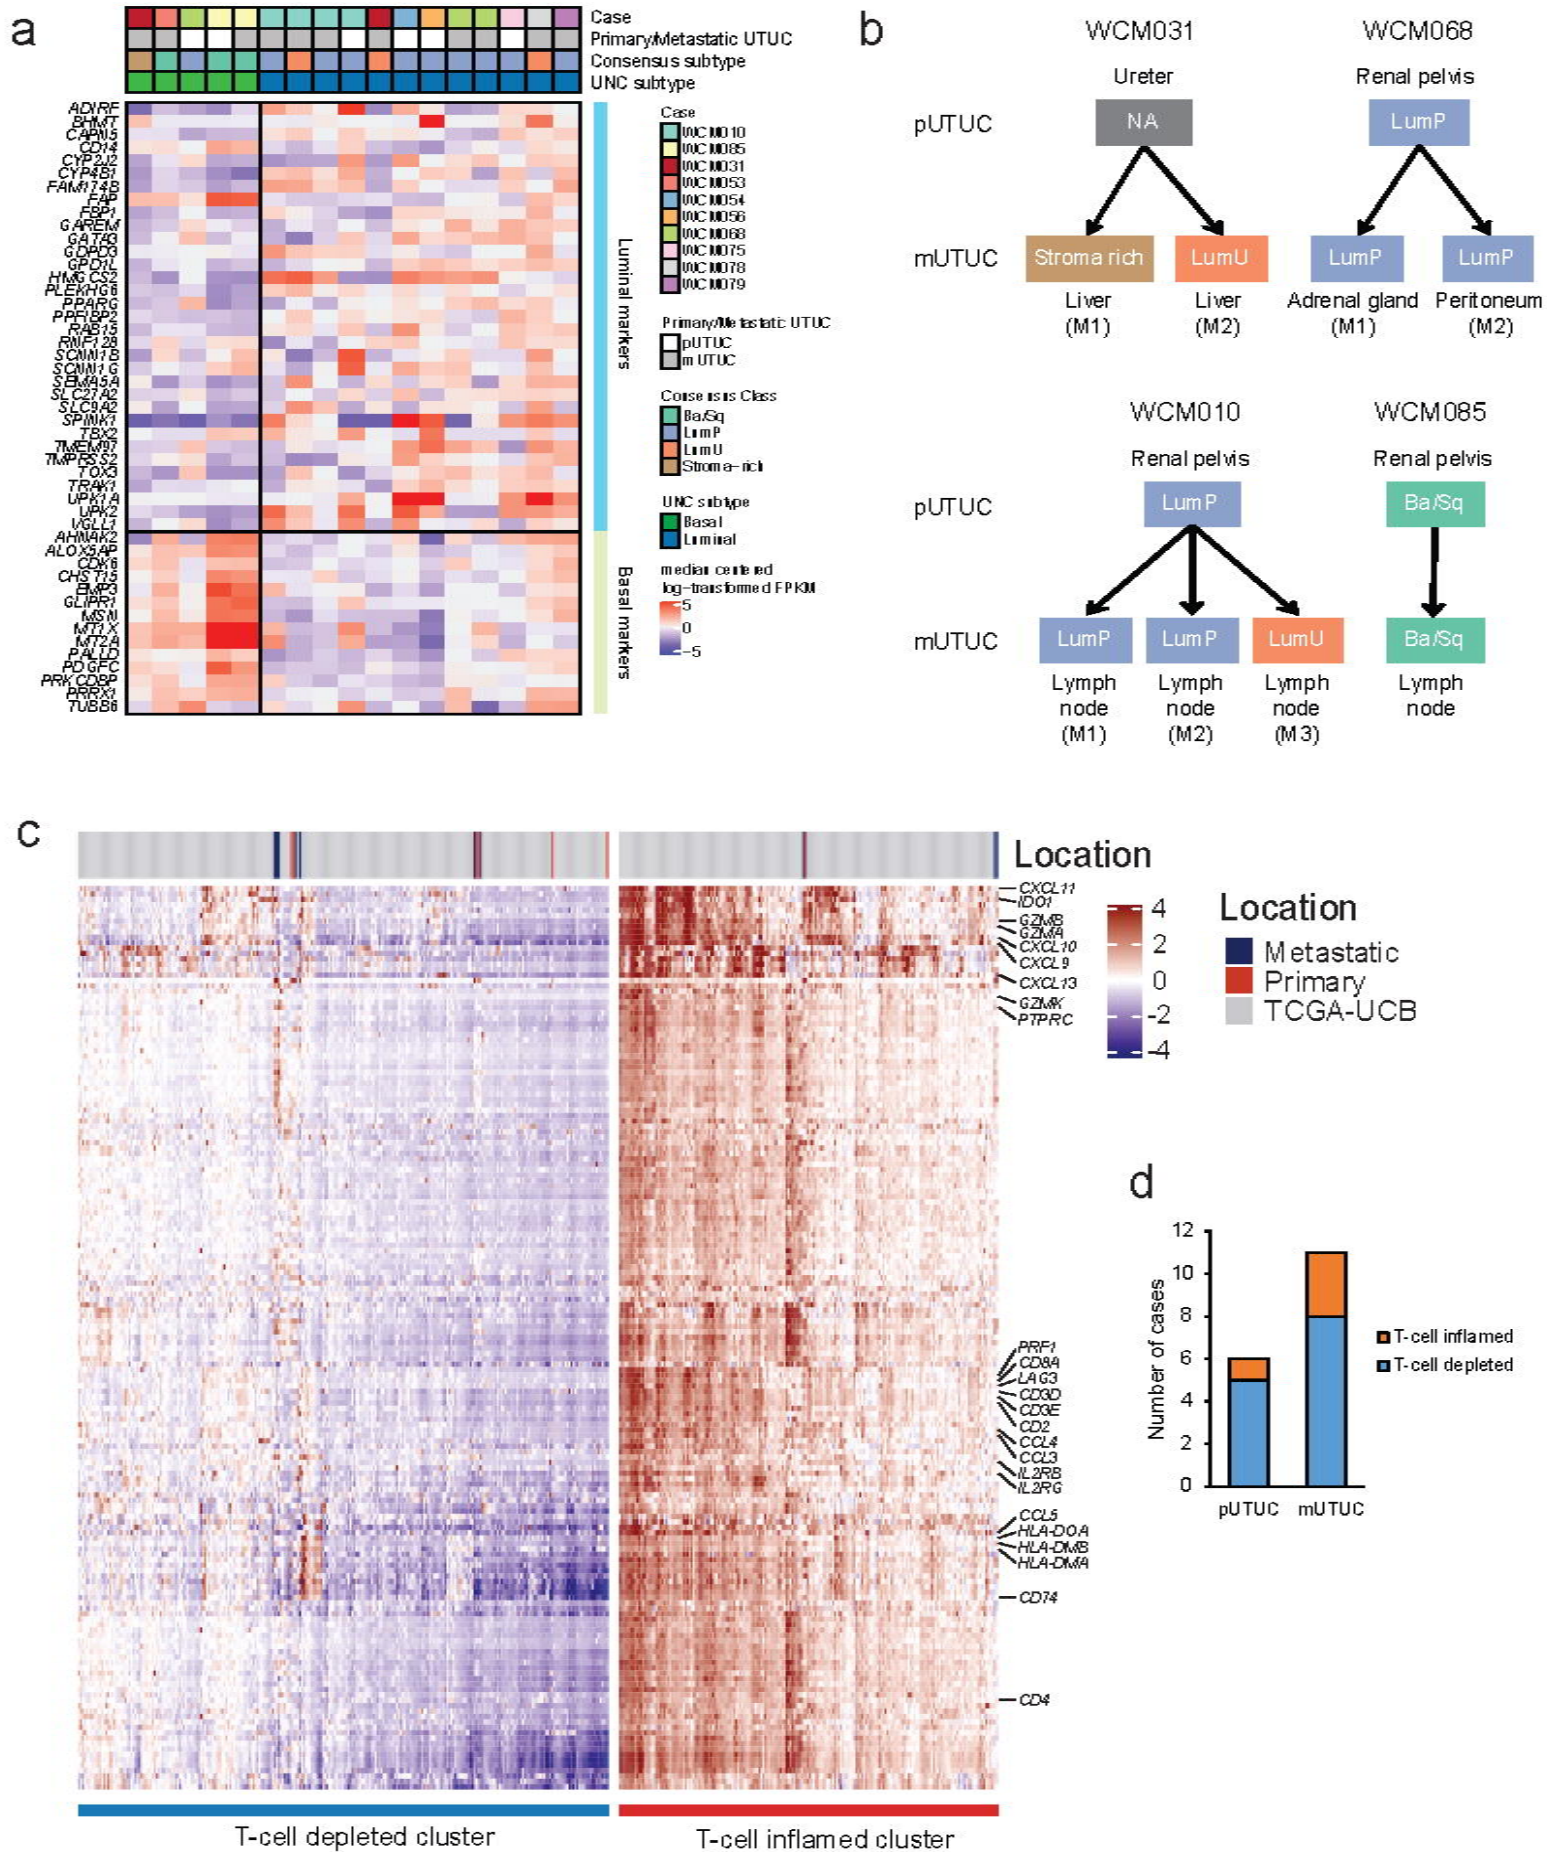 a
Case
Primary/Metastatic UTUC
Consensus subtype
UNC subtype
ADIRF
BHMT
CAPN5
CD14
CYP2J2
CYP4B1
FAM174B
FAP
FBP1
GAREM
GATA3
GDPD3
GPD1L
HMGCS2
PLEKHG6
PPARG
PPFIBP2
RAB15
RNF128
SCNN1B
SCNN1G
SEMA5A
SLC27A2
SLC9A2
SPINK1
TBX2
TMEM97
TMPRSS2
TOX3
TRAK1
UPK1A
UPK2
VGLL1
AHNAK2
ALOX5AP
CDK6
CHST15
EMP3
GLIPR1
MSN
MT1X
MT2A
PALLD
PDGFC
PRKCDBP
PRRX1
TUBB6
Luminal markers
Basal markers
Case
WCM010
WCM085
WCM031
WCM053
WCM054
WCM056
WCM068
WCM075
WCM078
WCM079
Primary/Metastatic UTUC
pUTUC
mUTUC
Consensus Class
Ba/Sq
LumP
LumU
Stroma-rich
UNC subtype
Basal
Luminal
median centered
log-transformed FPKM
5
0
-5
b
WCM031 WCM068
Ureter Renal pelvis
pUTUC NA LumP
mUTUC Stroma rich LumU LumP LumP
Liver Liver Adrenal gland Peritoneum
(M1) (M2) (M1) (M2)
WCM010 WCM085
Renal pelvis Renal pelvis
pUTUC LumP Ba/Sq
mUTUC LumP LumP LumU Ba/Sq
Lymph Lymph Lymph Lymph
node node node node
(M1) (M2) (M3)
c
Location
CXCL11
IDO1
GZMB
GZMA
CXCL10
CXCL9
CXCL13
GZMK
PTPRC
PRF1
CD8A
LAG3
CD3D
CD3E
CD2
CCL4
CCL3
IL2RB
IL2RG
CCL5
HLA-DOA
HLA-DMB
HLA-DMA
CD74
CD4
4
2
0
-2
-4
Location
Metastatic
Primary
TCGA-UCB
T-cell depleted cluster
T-cell inflamed cluster
d
Number of cases
12
10
8
6
4
2
0
pUTUC mUTUC
T-cell inflamed
T-cell depleted